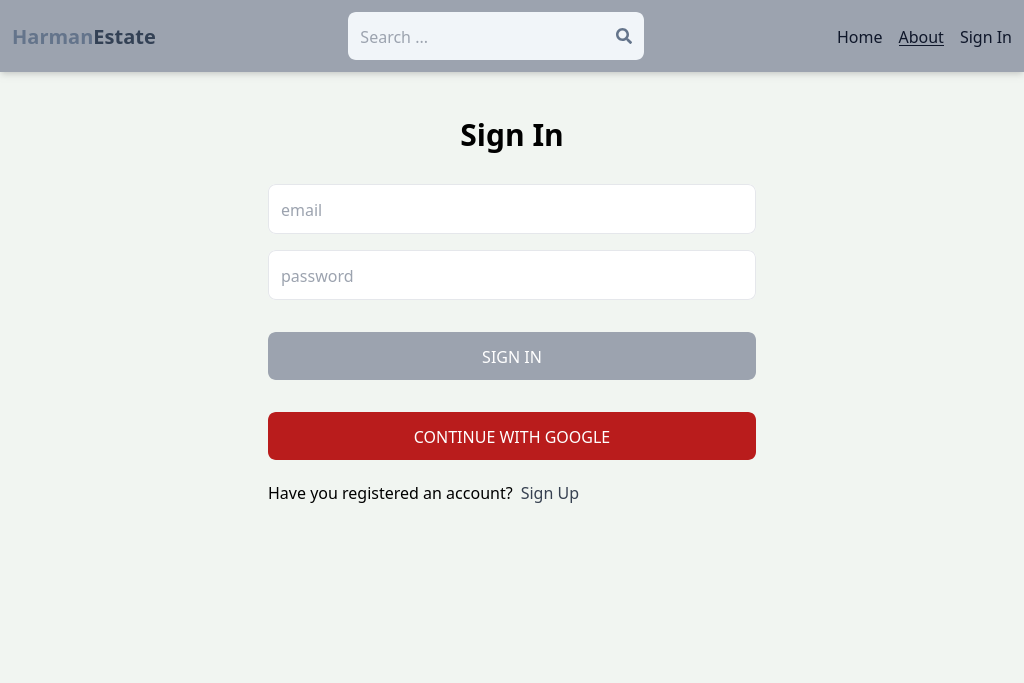 HarmanEstate
Search ...
Home About Sign In
Sign In
email
password
SIGN IN
CONTINUE WITH GOOGLE
Have you registered an account? Sign Up